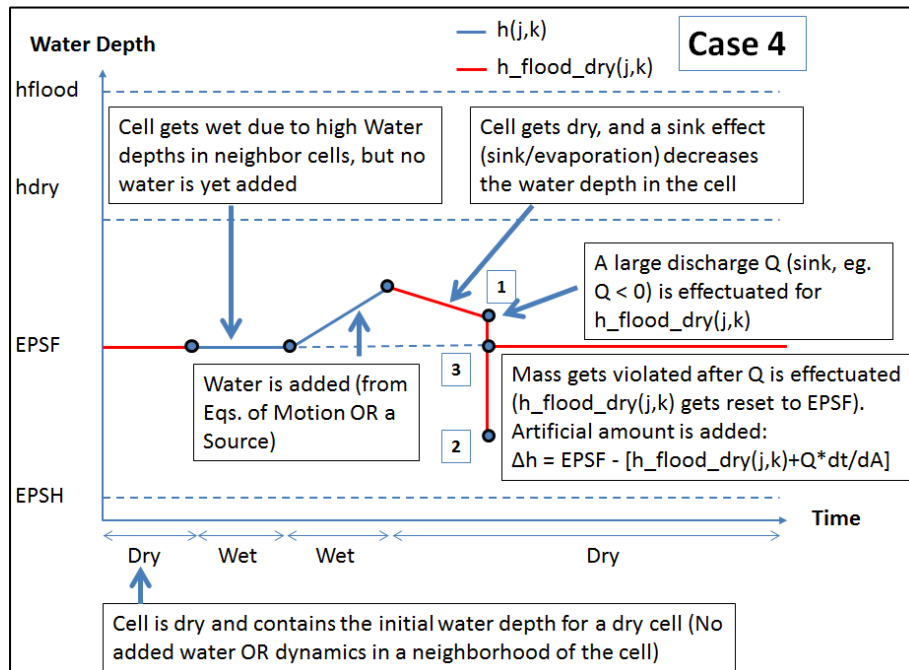 Water Depth
h(j,k)
h_flood_dry(j,k)
Case 4
hflood
Cell gets wet due to high Water
depths in neighbor cells, but no
water is yet added
Cell gets dry, and a sink effect
(sink/evaporation) decreases
the water depth in the cell
hdry
A large discharge Q (sink, eg.
Q < 0) is effectuated for
h_flood_dry(j,k)
1
EPSF
3
Water is added (from
Eqs. of Motion OR a
Source)
Mass gets violated after Q is effectuated
(h_flood_dry(j,k) gets reset to EPSF).
Artificial amount is added:
Δh = EPSF - [h_flood_dry(j,k)+Q*dt/dA]
2
EPSH
Time
Dry
Wet
Wet
Dry
Cell is dry and contains the initial water depth for a dry cell (No
added water OR dynamics in a neighborhood of the cell)